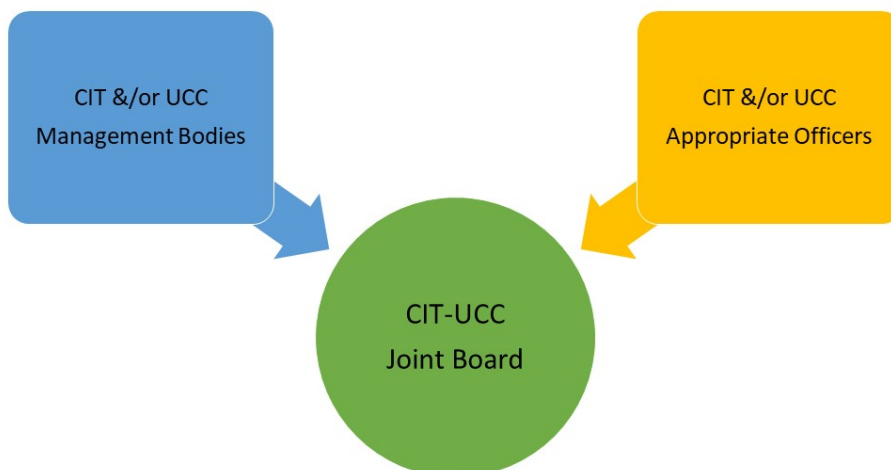 CIT &/or UCC
Management Bodies
CIT &/or UCC
Appropriate Officers
CIT-UCC
Joint Board